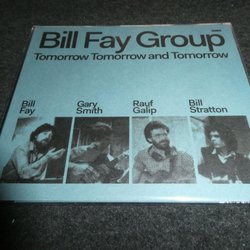 Bill Fay Group
Tomorrow Tomorrow and Tomorrow
Bill Fay
Gary Smith
Rauf Galip
Bill Stratton